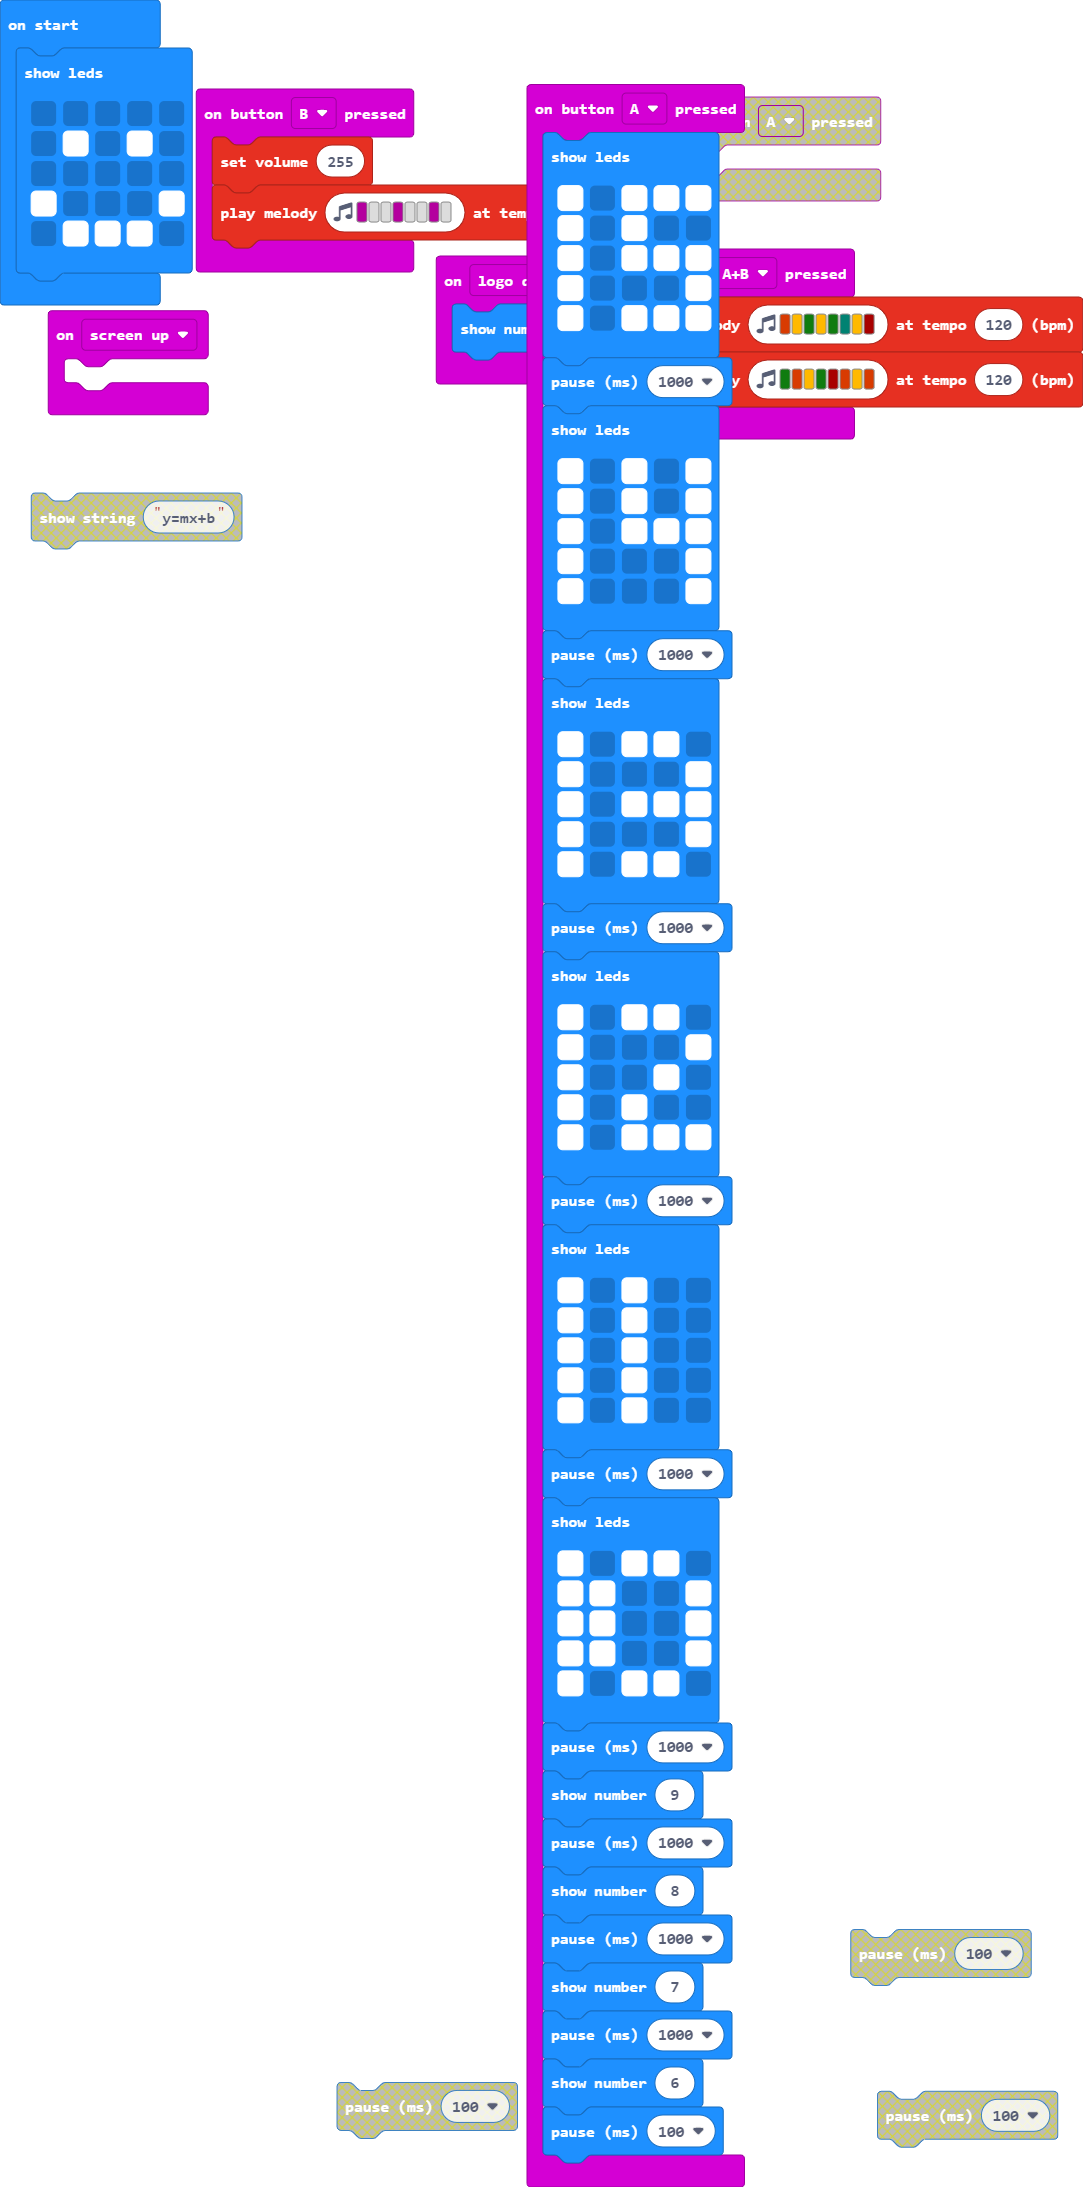 on start
show leds
on button B pressed
set volume 255
play melody at tem
on screen up
on logo
show num
show string "y=mx+b"
on button A pressed
show leds
pause (ms) 1000
show leds
pause (ms) 1000
show leds
pause (ms) 1000
show leds
pause (ms) 1000
show leds
pause (ms) 1000
show leds
pause (ms) 1000
show number 9
pause (ms) 1000
show number 8
pause (ms) 1000
show number 7
pause (ms) 1000
show number 6
pause (ms) 100
A pressed
A+B pressed
dy at tempo 120 (bpm)
y at tempo 120 (bpm)
pause (ms) 100
pause (ms) 100
pause (ms) 100